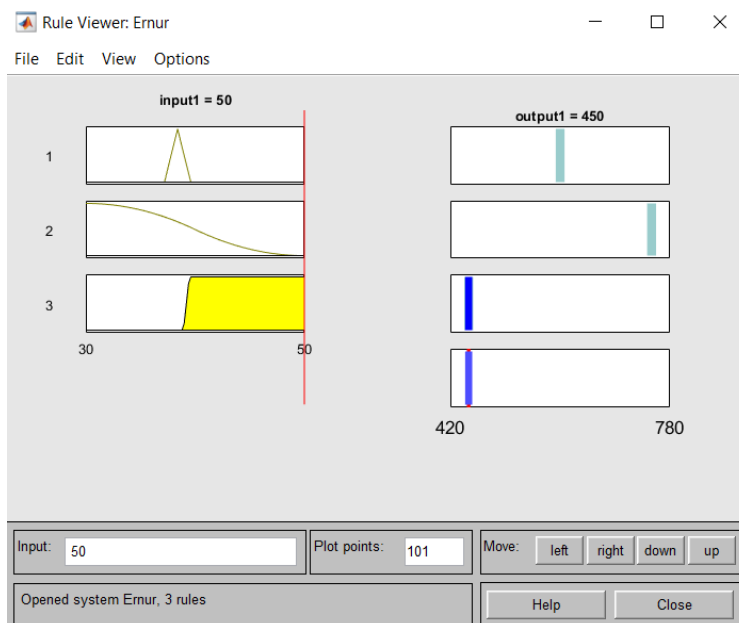 Rule Viewer: Ernur
File Edit View Options
input1 = 50
output1 = 450
1
2
3
30 50
420 780
Input: 50
Plot points: 101
Move: left right down up
Opened system Ernur, 3 rules
Help Close